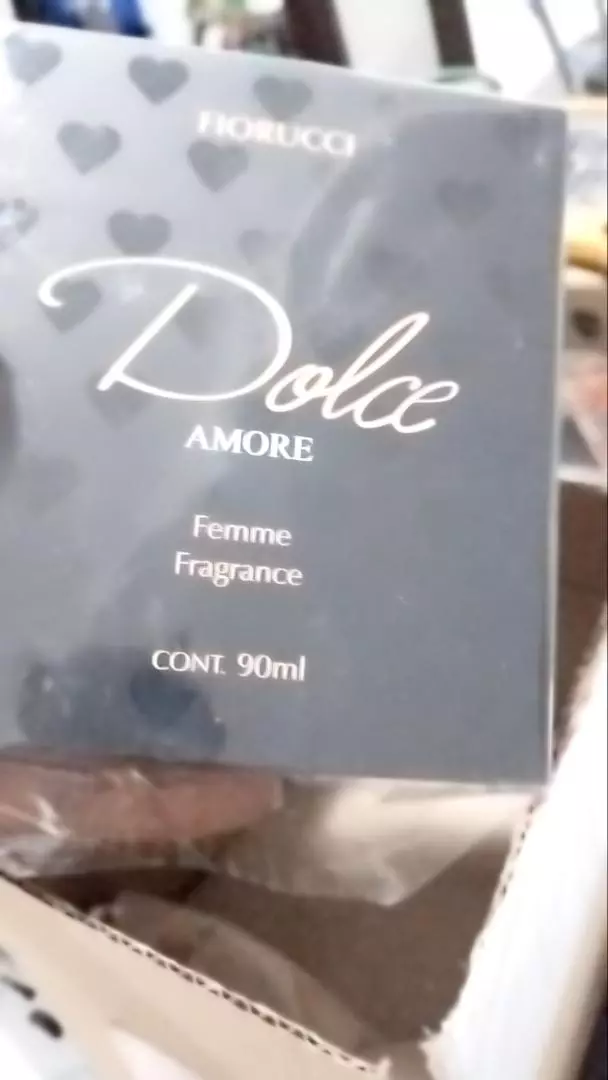 FIORUCCI
Dolce
AMORE
Femme
Fragrance
CONT. 90ml